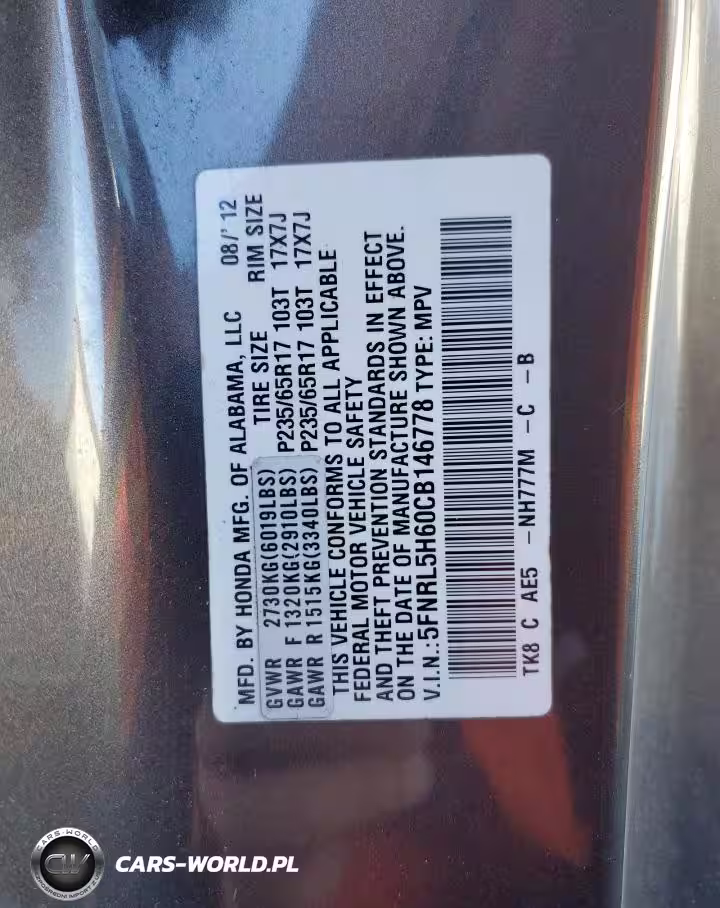 MFD. BY HONDA MFG. OF ALABAMA, LLC 08/'12
TIRE SIZE RIM SIZE
GVWR 2730KG(6019LBS)
GAWR F 1320KG(2910LBS) P235/65R17 103T 17X7J
GAWR R 1515KG(3340LBS) P235/65R17 103T 17X7J
THIS VEHICLE CONFORMS TO ALL APPLICABLE
FEDERAL MOTOR VEHICLE SAFETY
AND THEFT PREVENTION STANDARDS IN EFFECT
ON THE DATE OF MANUFACTURE SHOWN ABOVE.
V.I.N.:5FNRL5H60CB146778 TYPE: MPV
TK8 C AE5 -NH777M -C -B
CARS-WORLD
CW
CARS-WORLD.PL